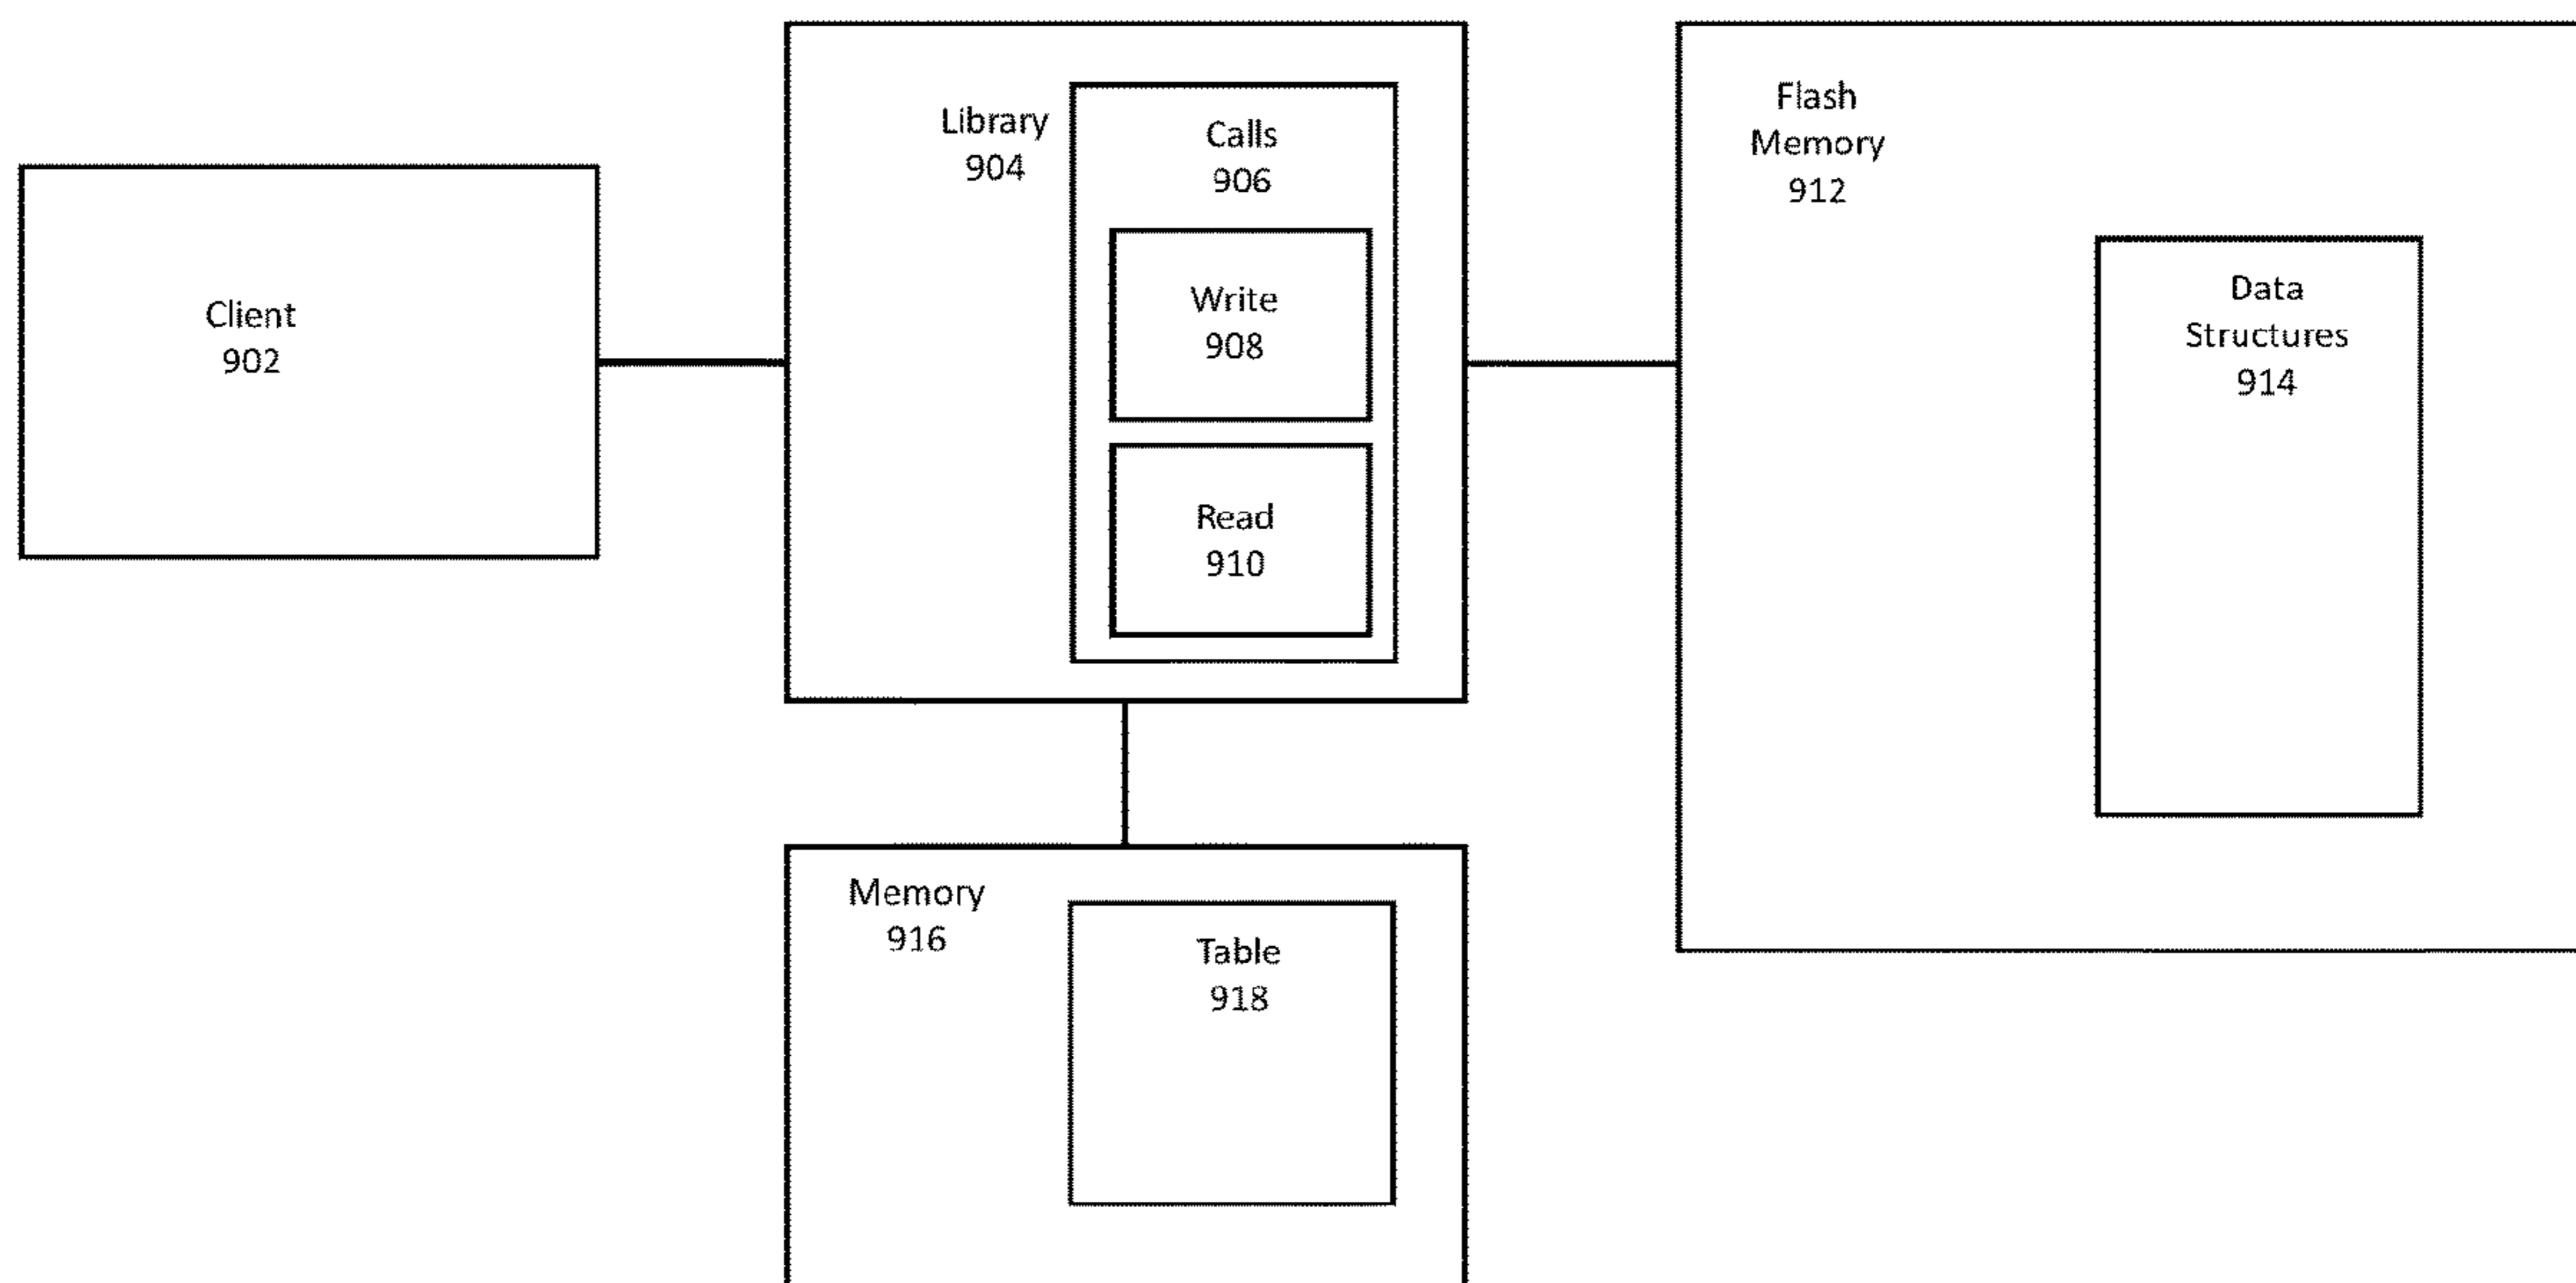 Client
902
Library
904
Calls
906
Write
908
Read
910
Flash
Memory
912
Data
Structures
914
Memory
916
Table
918